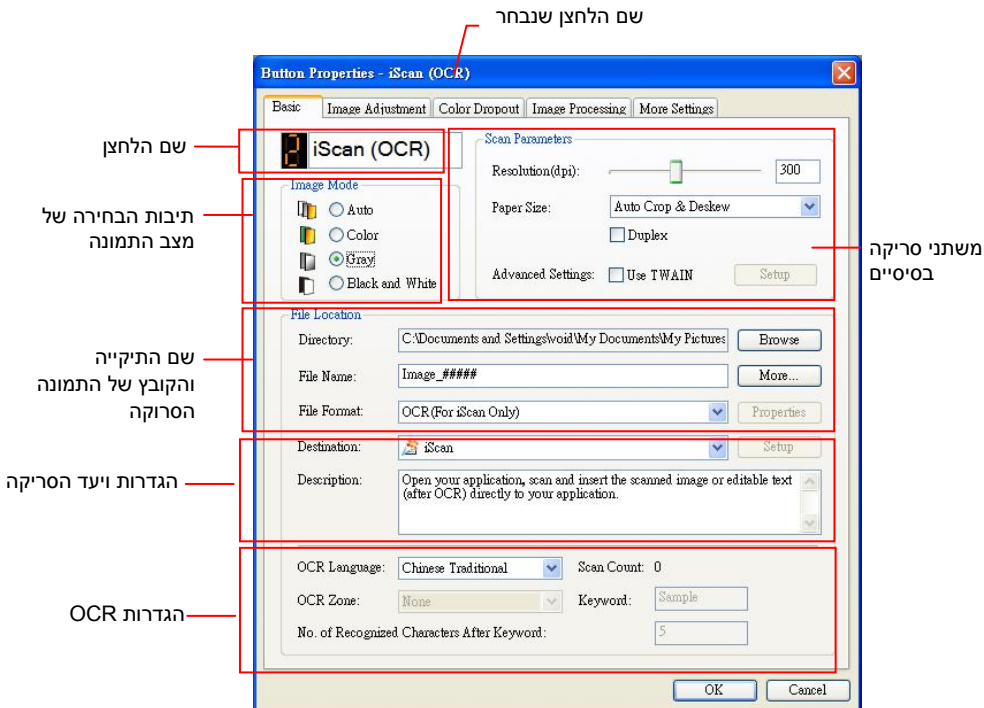 שם הלחצן שנבחר
Button Properties - iScan (OCR)
Basic Image Adjustment Color Dropout Image Processing More Settings
שם הלחצן
2 iScan (OCR)
Scan Parameters
Resolution(dpi): 300
Paper Size: Auto Crop & Deskew
Duplex
Advanced Settings: Use TWAIN Setup
משתני סריקה
בסיסיים
תיבות הבחירה של
מצב התמונה
Image Mode
Auto
Color
Gray
Black and White
שם התיקייה
והקובץ של התמונה
הסרוקה
File Location
Directory: C:\Documents and Settings\void\My Documents\My Pictures Browse
File Name: Image_##### More...
File Format: OCR(For iScan Only) Properties
הגדרות ויעד הסריקה
Destination: iScan Setup
Description: Open your application, scan and insert the scanned image or editable text
(after OCR) directly to your application.
הגדרות OCR
OCR Language: Chinese Traditional Scan Count: 0
OCR Zone: None Keyword: Sample
No. of Recognized Characters After Keyword: 5
OK Cancel